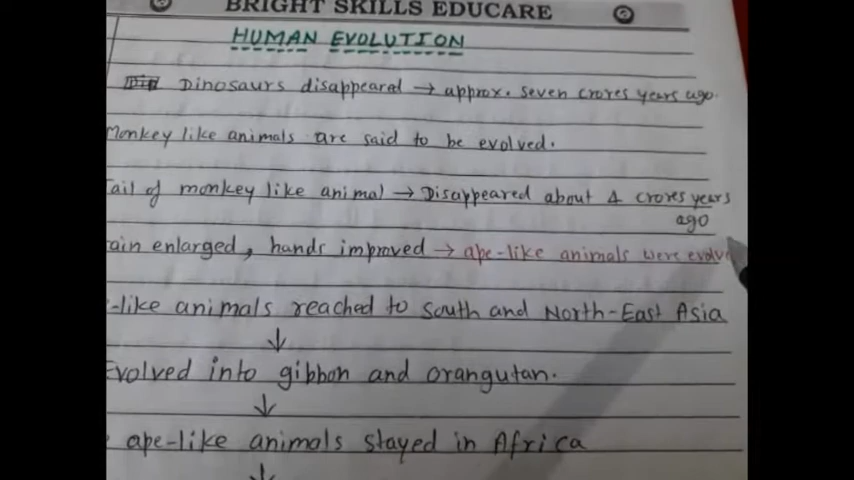 BRIGHT SKILLS EDUCARE
HUMAN EVOLUTION
Dinosaurs disappeared → approx. seven crores years ago.
Monkey like animals are said to be evolved.
Tail of monkey like animal → Disappeared about 4 crores years
ago
ain enlarged, hands improved → ape-like animals were evolv
-like animals reached to South and North-East Asia
↓
Evolved into gibbon and orangutan.
↓
ape-like animals stayed in Africa
↓